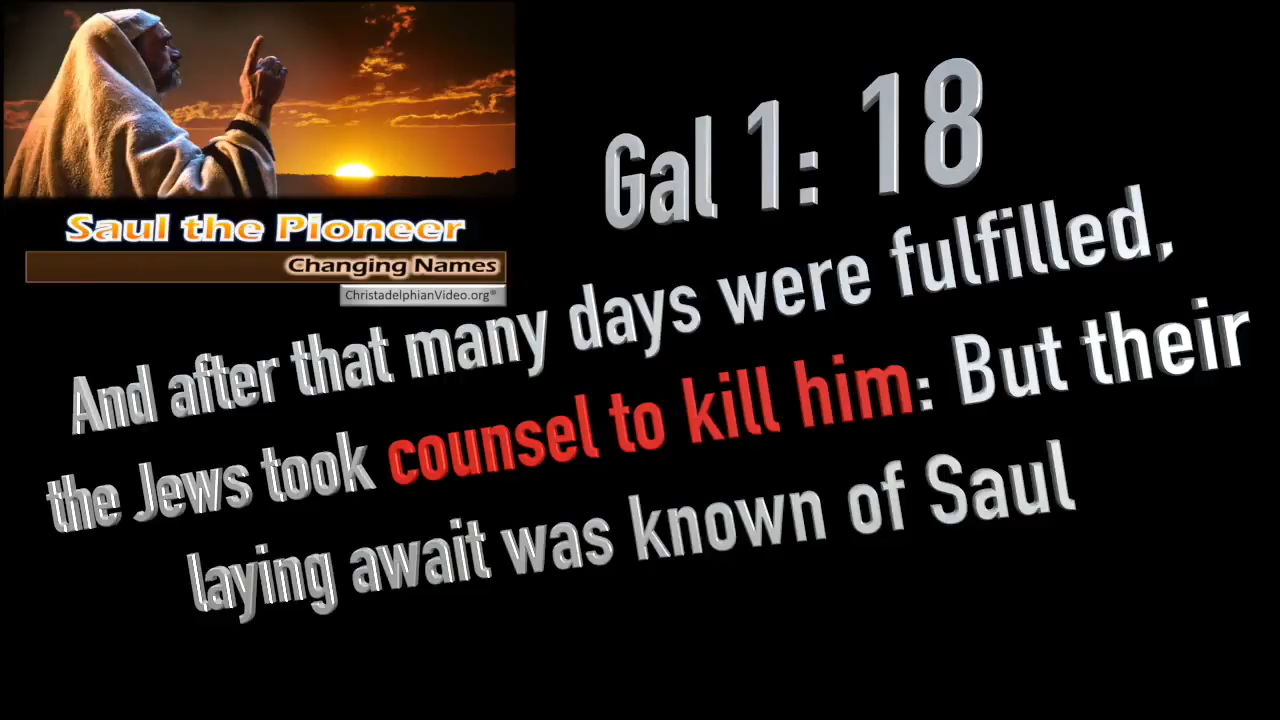 Saul the Pioneer
Changing Names
ChristadelphianVideo.org®
Gal 1: 18
And after that many days were fulfilled,
the Jews took counsel to kill him: But their
laying await was known of Saul